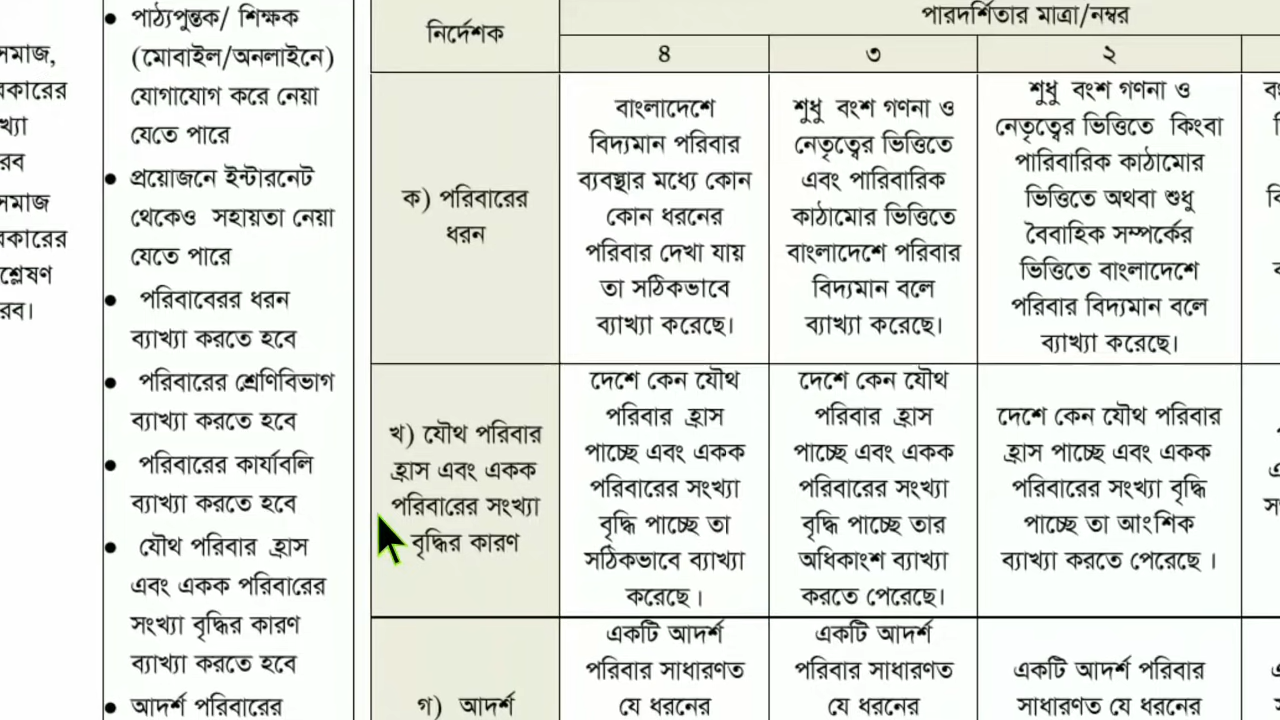 সমাজ,
রকারের
খ্যা
রব
সমাজ
রকারের
শ্লেষণ
রব।
● পাঠ্যপুস্তক/ শিক্ষক
(মোবাইল/অনলাইনে)
যোগাযোগ করে নেয়া
যেতে পারে
● প্রয়োজনে ইন্টারনেট
থেকেও সহায়তা নেয়া
যেতে পারে
● পরিবাবেরর ধরন
ব্যাখ্যা করতে হবে
● পরিবারের শ্রেণিবিভাগ
ব্যাখ্যা করতে হবে
● পরিবারের কার্যাবলি
ব্যাখ্যা করতে হবে
● যৌথ পরিবার হ্রাস
এবং একক পরিবারের
সংখ্যা বৃদ্ধির কারণ
ব্যাখ্যা করতে হবে
● আদর্শ পরিবারের
নির্দেশক
পারদর্শিতার মাত্রা/নম্বর
৪ ৩ ২
ক) পরিবারের
ধরন
বাংলাদেশে
বিদ্যমান পরিবার
ব্যবস্থার মধ্যে কোন
কোন ধরনের
পরিবার দেখা যায়
তা সঠিকভাবে
ব্যাখ্যা করেছে।
শুধু বংশ গণনা ও
নেতৃত্বের ভিত্তিতে
এবং পারিবারিক
কাঠামোর ভিত্তিতে
বাংলাদেশে পরিবার
বিদ্যমান বলে
ব্যাখ্যা করেছে।
শুধু বংশ গণনা ও
নেতৃত্বের ভিত্তিতে কিংবা
পারিবারিক কাঠামোর
ভিত্তিতে অথবা শুধু
বৈবাহিক সম্পর্কের
ভিত্তিতে বাংলাদেশে
পরিবার বিদ্যমান বলে
ব্যাখ্যা করেছে।
খ) যৌথ পরিবার
হ্রাস এবং একক
পরিবারের সংখ্যা
বৃদ্ধির কারণ
দেশে কেন যৌথ
পরিবার হ্রাস
পাচ্ছে এবং একক
পরিবারের সংখ্যা
বৃদ্ধি পাচ্ছে তা
সঠিকভাবে ব্যাখ্যা
করেছে।
দেশে কেন যৌথ
পরিবার হ্রাস
পাচ্ছে এবং একক
পরিবারের সংখ্যা
বৃদ্ধি পাচ্ছে তার
অধিকাংশ ব্যাখ্যা
করতে পেরেছে।
দেশে কেন যৌথ পরিবার
হ্রাস পাচ্ছে এবং একক
পরিবারের সংখ্যা বৃদ্ধি
পাচ্ছে তা আংশিক
ব্যাখ্যা করতে পেরেছে ।
গ) আদর্শ
একটি আদর্শ
পরিবার সাধারণত
যে ধরনের
একটি আদর্শ
পরিবার সাধারণত
যে ধরনের
একটি আদর্শ পরিবার
সাধারণত যে ধরনের